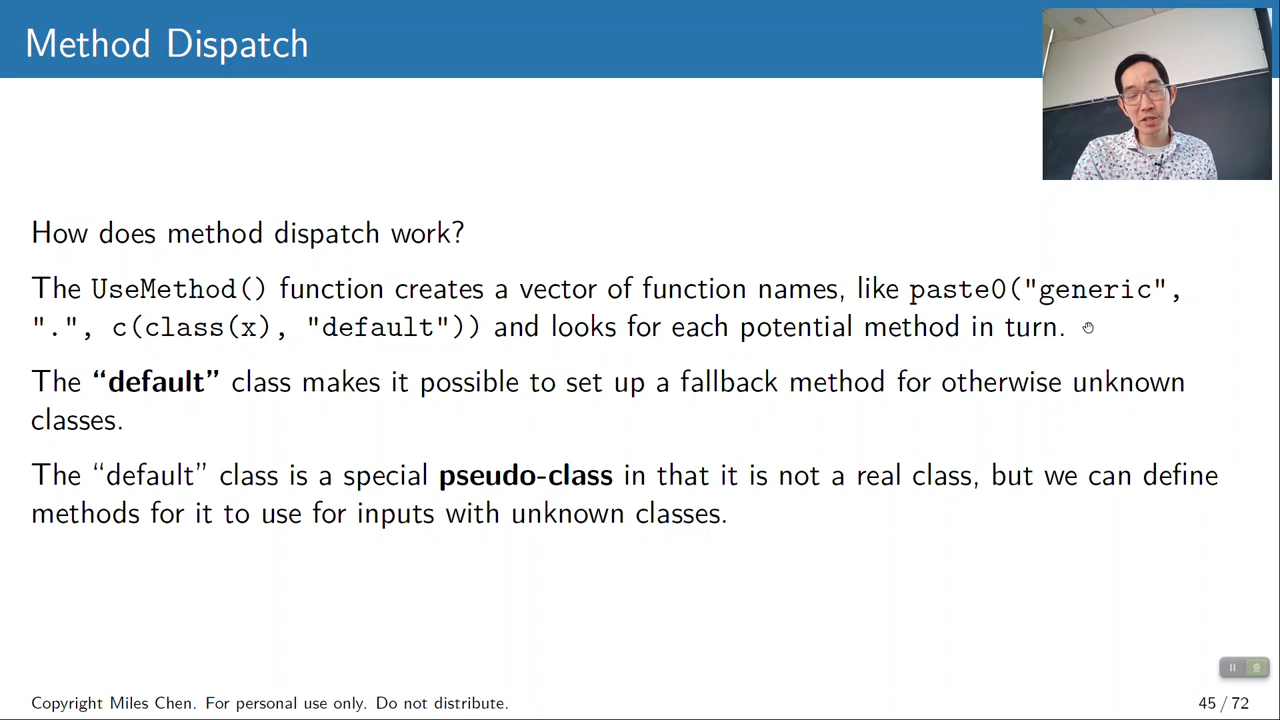 Method Dispatch
How does method dispatch work?
The UseMethod() function creates a vector of function names, like paste0("generic",
".", c(class(x), "default")) and looks for each potential method in turn.
The “default” class makes it possible to set up a fallback method for otherwise unknown
classes.
The “default” class is a special pseudo-class in that it is not a real class, but we can define
methods for it to use for inputs with unknown classes.
Copyright Miles Chen. For personal use only. Do not distribute.
45 / 72